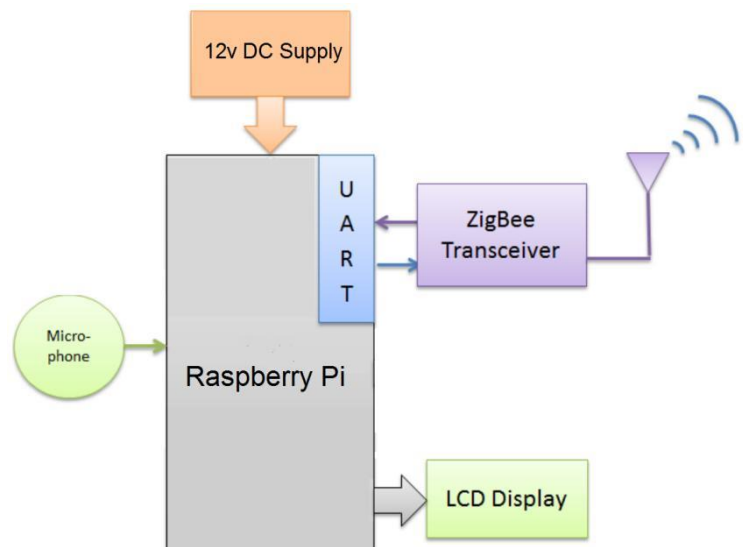 12v DC Supply
U
A
R
T
ZigBee
Transceiver
Micro-
phone
Raspberry Pi
LCD Display